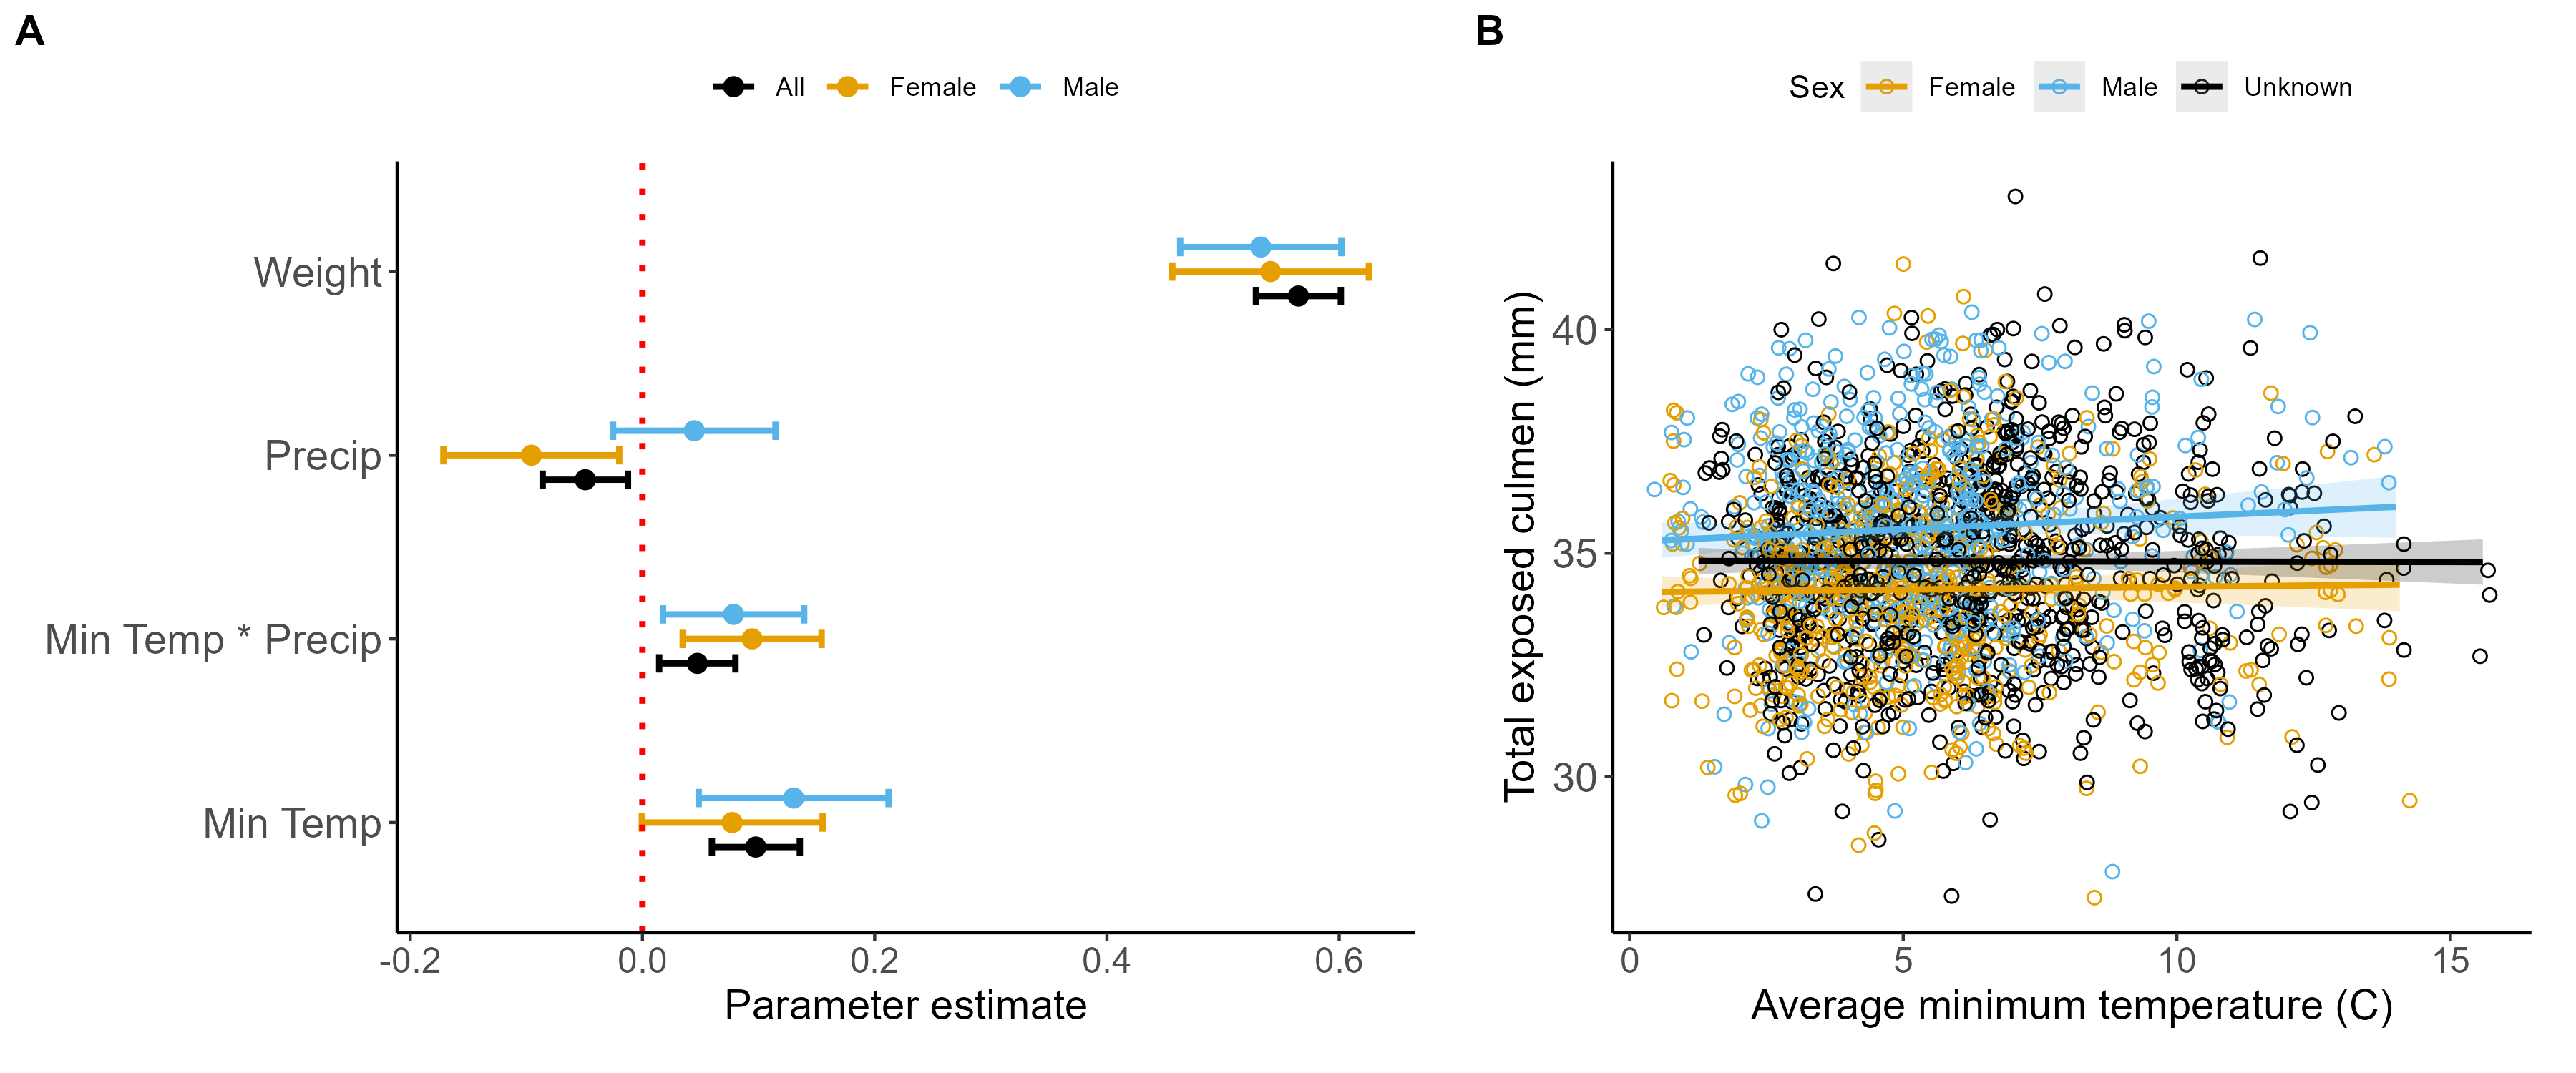 A
All Female Male
Weight
Precip
Min Temp * Precip
Min Temp
-0.2 0.0 0.2 0.4 0.6
Parameter estimate
B
Sex Female Male Unknown
Total exposed culmen (mm)
40
35
30
0 5 10 15
Average minimum temperature (C)